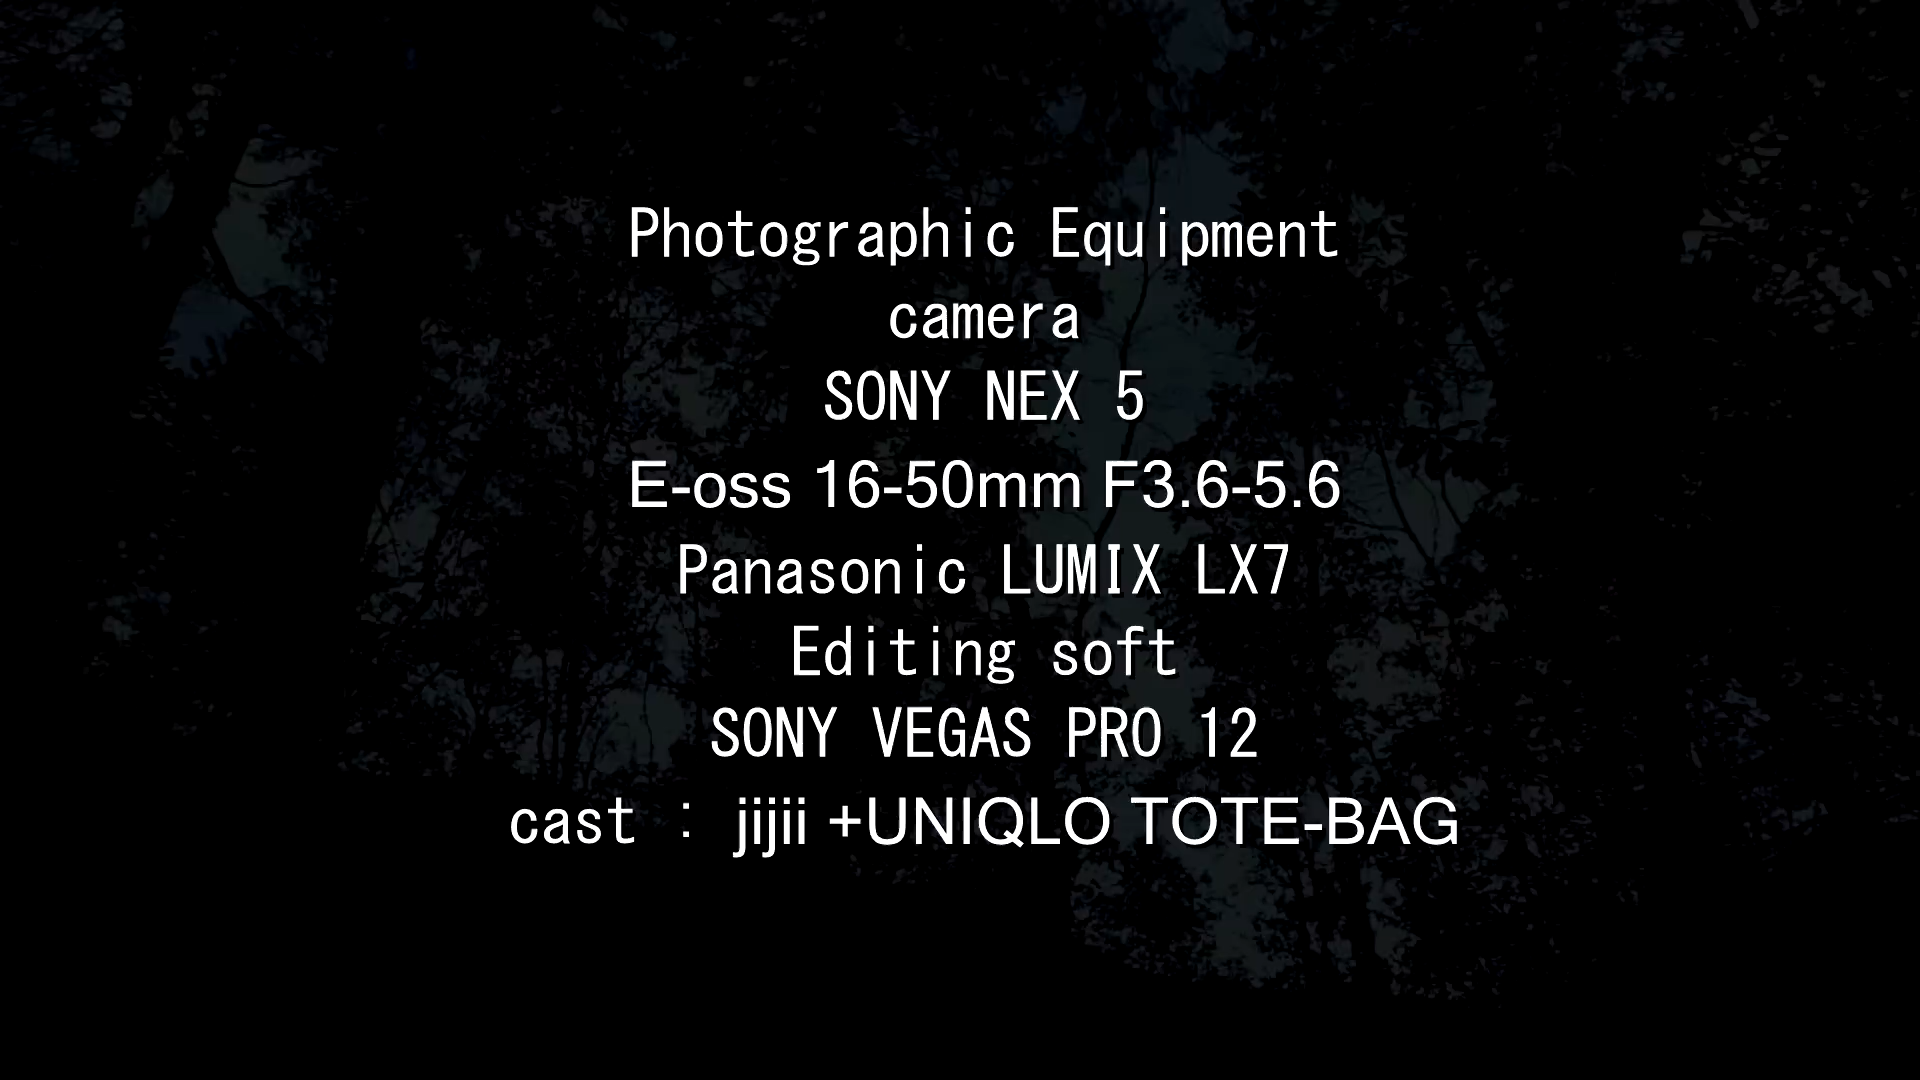 Photographic Equipment
camera
SONY NEX 5
E-oss 16-50mm F3.6-5.6
Panasonic LUMIX LX7
Editing soft
SONY VEGAS PRO 12
cast : jijii +UNIQLO TOTE-BAG